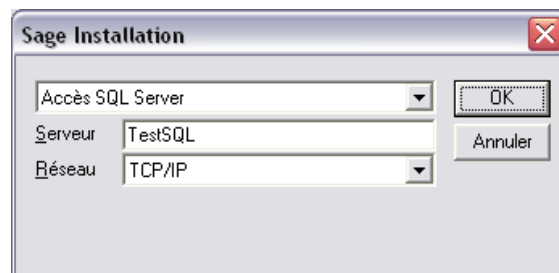 Sage Installation
Accès SQL Server
OK
Serveur TestSQL
Annuler
Réseau TCP/IP